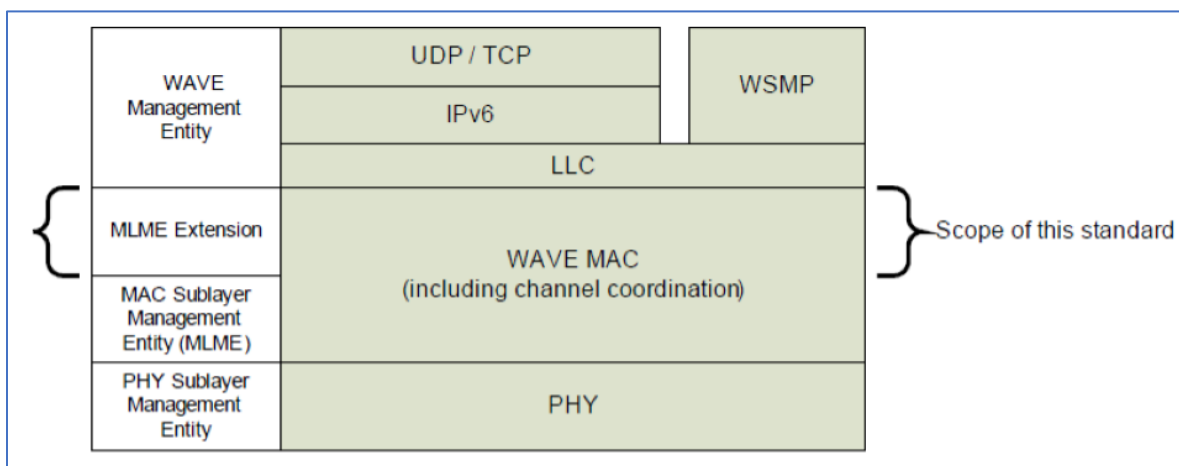 WAVE
Management
Entity
UDP / TCP
WSMP
IPv6
LLC
MLME Extension
WAVE MAC
(including channel coordination)
Scope of this standard
MAC Sublayer
Management
Entity (MLME)
PHY Sublayer
Management
Entity
PHY